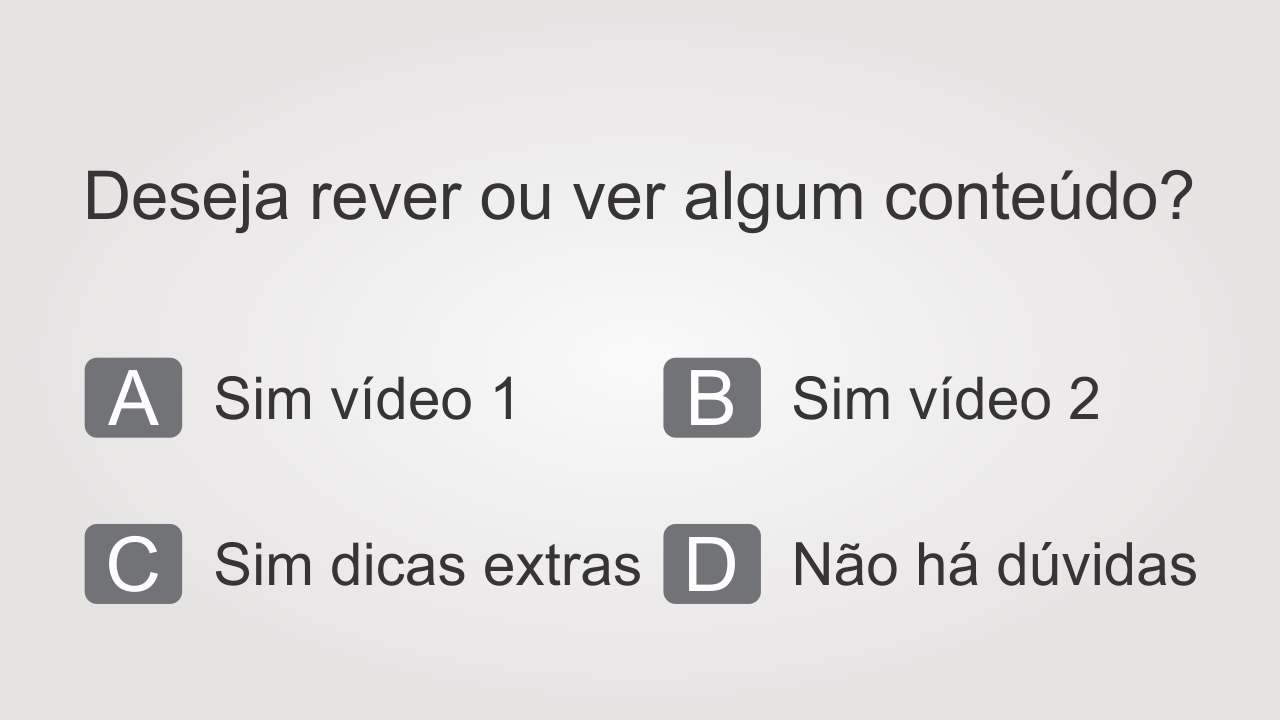 Deseja rever ou ver algum conteúdo?
A Sim vídeo 1
B Sim vídeo 2
C Sim dicas extras
D Não há dúvidas